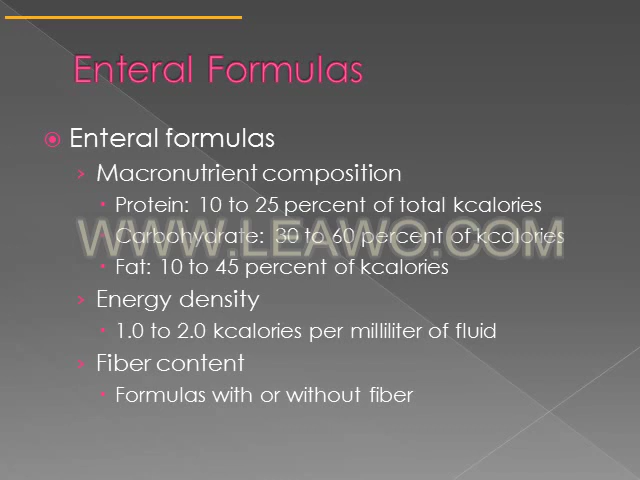 Enteral Formulas
Enteral formulas
Macronutrient composition
Protein: 10 to 25 percent of total kcalories
Carbohydrate: 30 to 60 percent of kcalories
WWW.LEAWO.COM
Fat: 10 to 45 percent of kcalories
Energy density
1.0 to 2.0 kcalories per milliliter of fluid
Fiber content
Formulas with or without fiber